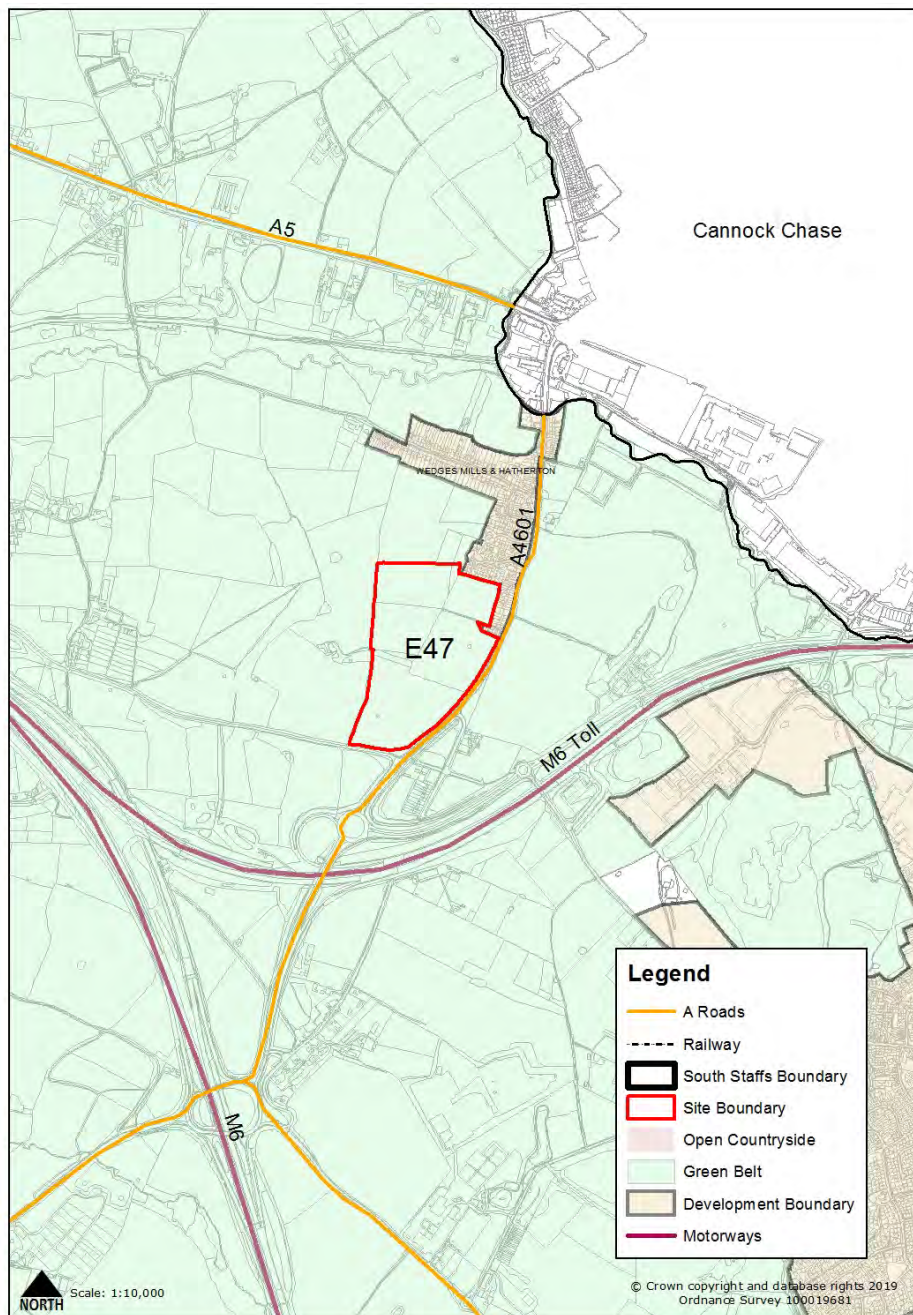 Cannock Chase
A5
WEDGES MILLS & HATHERTON
A4601
E47
M6 Toll
M6
Legend
A Roads
Railway
South Staffs Boundary
Site Boundary
Open Countryside
Green Belt
Development Boundary
Motorways
NORTH
Scale: 1:10,000
© Crown copyright and database rights 2019
Ordnance Survey 100019681